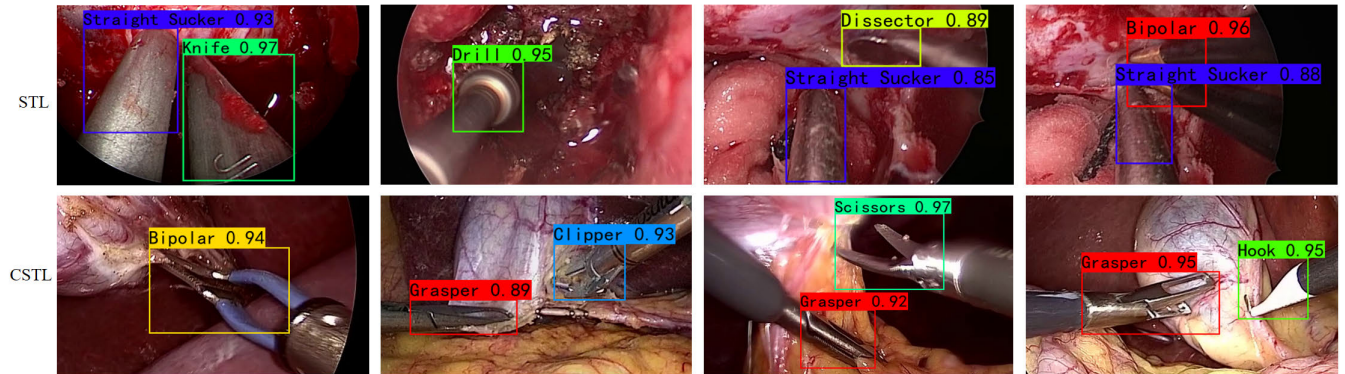 STL
Straight Sucker 0.93
Knife 0.97
Drill 0.95
Dissector 0.89
Straight Sucker 0.85
Bipolar 0.96
Straight Sucker 0.88
CSTL
Bipolar 0.94
Clipper 0.93
Grasper 0.89
Scissors 0.97
Grasper 0.92
Hook 0.95
Grasper 0.95